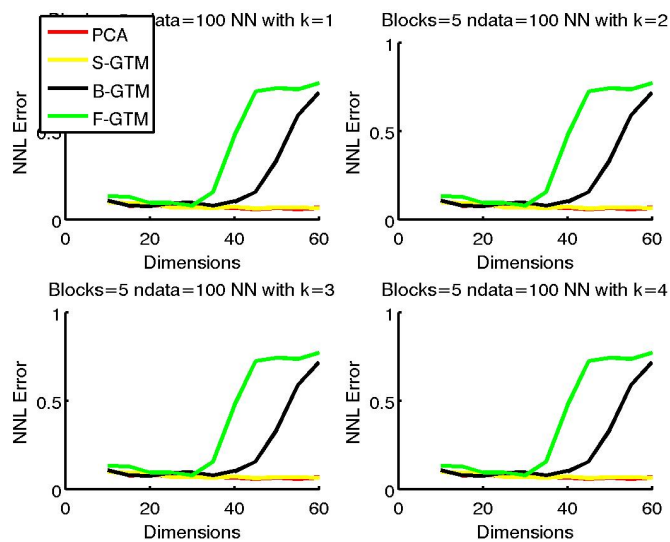 ndata=100 NN with k=1
Blocks=5 ndata=100 NN with k=2
PCA
S-GTM
B-GTM
F-GTM
NNL Error
0.5
0
0
20
40
60
Dimensions
NNL Error
1
0.5
0
0
20
40
60
Dimensions
Blocks=5 ndata=100 NN with k=3
Blocks=5 ndata=100 NN with k=4
NNL Error
1
0.5
0
0
20
40
60
Dimensions
NNL Error
1
0.5
0
0
20
40
60
Dimensions